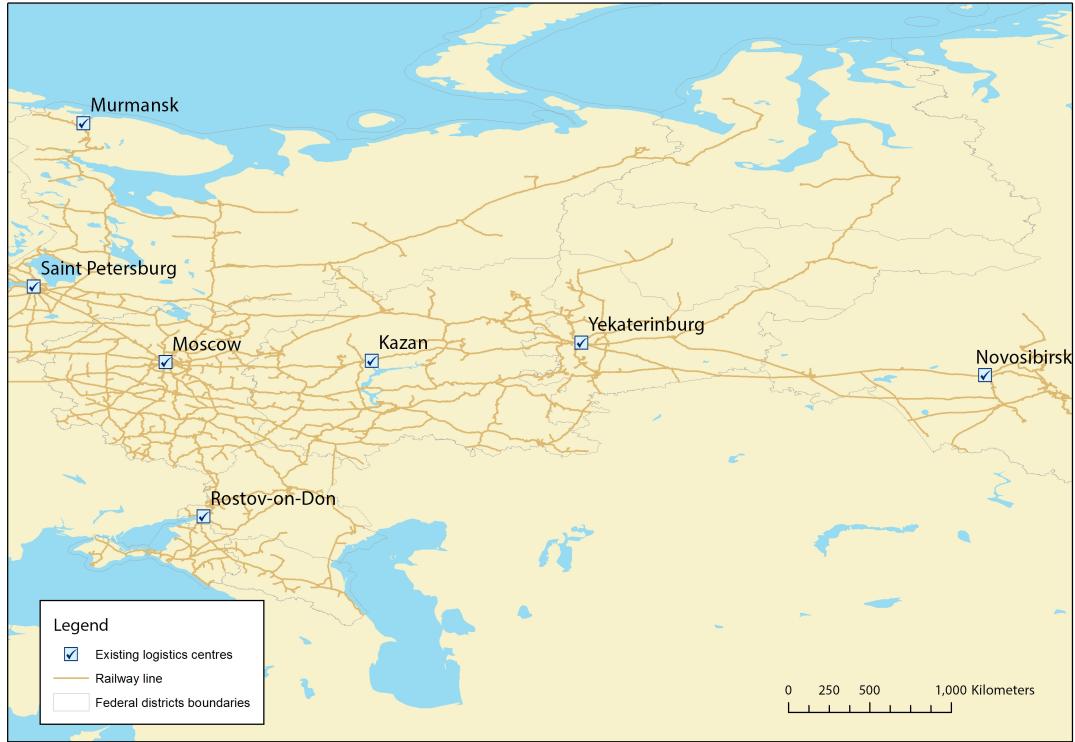 Murmansk
Saint Petersburg
Yekaterinburg
Moscow
Kazan
Novosibirsk
Rostov-on-Don
Legend
Existing logistics centres
Railway line
Federal districts boundaries
0 250 500 1,000 Kilometers